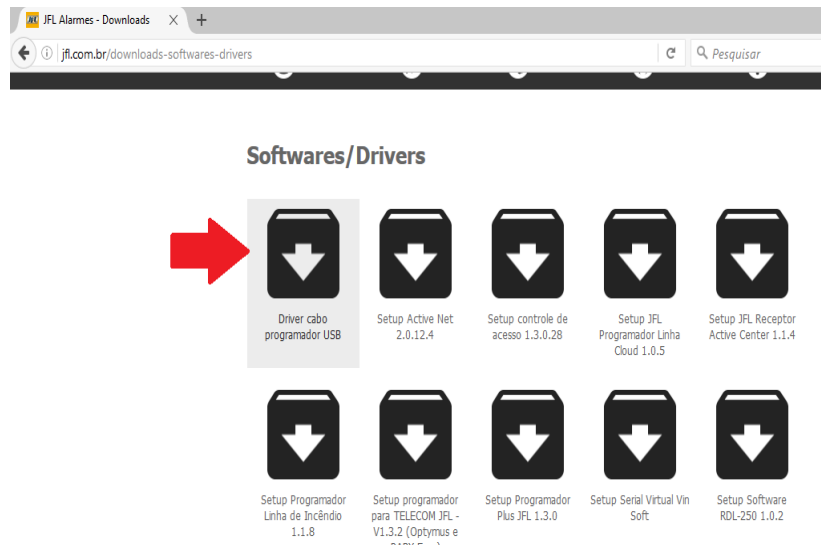 JFL Alarmes - Downloads
jfl.com.br/downloads-softwares-drivers
Pesquisar
Softwares/Drivers
Driver cabo
programador USB
Setup Active Net
2.0.12.4
Setup controle de
acesso 1.3.0.28
Setup JFL
Programador Linha
Cloud 1.0.5
Setup JFL Receptor
Active Center 1.1.4
Setup Programador
Linha de Incêndio
1.1.8
Setup programador
para TELECOM JFL -
V1.3.2 (Optymus e
Setup Programador
Plus JFL 1.3.0
Setup Serial Virtual Vin
Soft
Setup Software
RDL-250 1.0.2